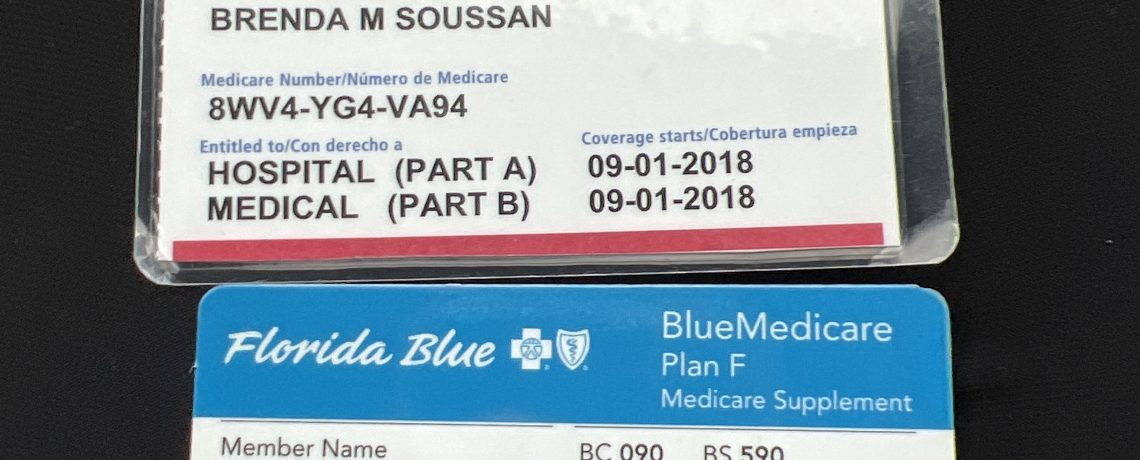 BRENDA M SOUSSAN
Medicare Number/Número de Medicare
8WV4-YG4-VA94
Entitled to/Con derecho a
Coverage starts/Cobertura empieza
HOSPITAL (PART A) 09-01-2018
MEDICAL (PART B) 09-01-2018
Florida Blue
BlueMedicare
Plan F
Medicare Supplement
Member Name
BC 090 BS 590